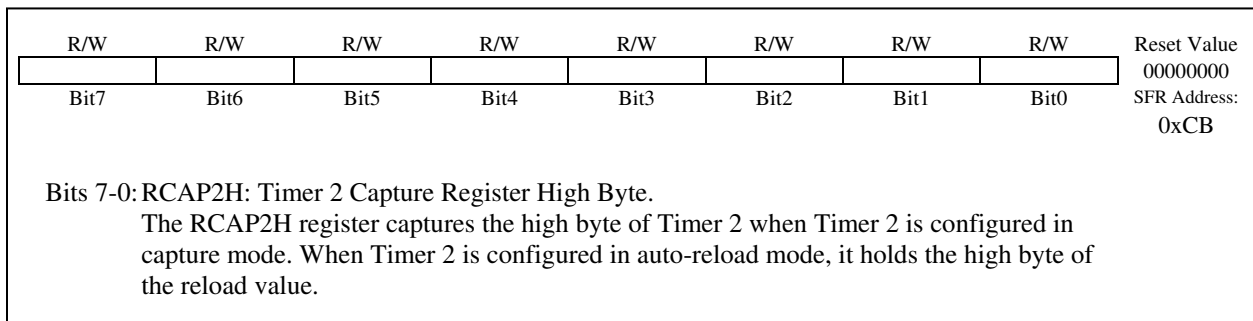 R/W R/W R/W R/W R/W R/W R/W R/W Reset Value
00000000
Bit7 Bit6 Bit5 Bit4 Bit3 Bit2 Bit1 Bit0 SFR Address:
0xCB
Bits 7-0: RCAP2H: Timer 2 Capture Register High Byte.
The RCAP2H register captures the high byte of Timer 2 when Timer 2 is configured in
capture mode. When Timer 2 is configured in auto-reload mode, it holds the high byte of
the reload value.